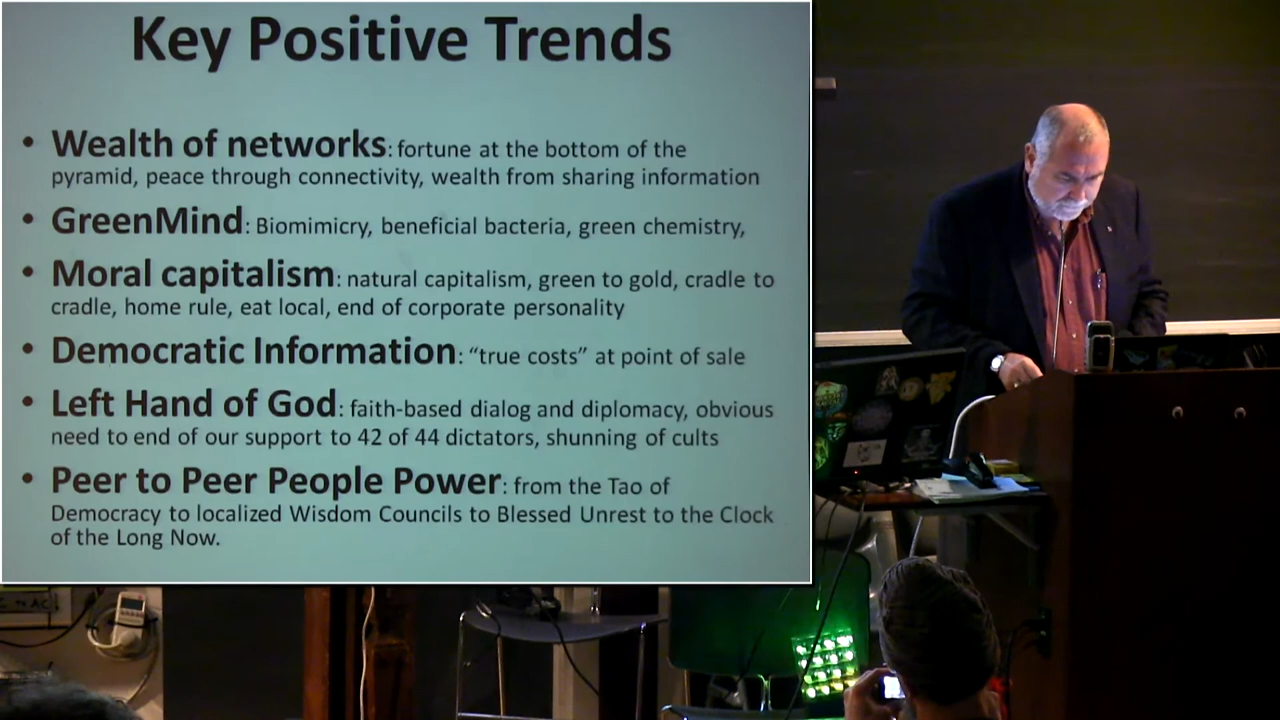 Key Positive Trends
• Wealth of networks: fortune at the bottom of the
pyramid, peace through connectivity, wealth from sharing information
• GreenMind: Biomimicry, beneficial bacteria, green chemistry,
• Moral capitalism: natural capitalism, green to gold, cradle to
cradle, home rule, eat local, end of corporate personality
• Democratic Information: “true costs” at point of sale
• Left Hand of God: faith-based dialog and diplomacy, obvious
need to end of our support to 42 of 44 dictators, shunning of cults
• Peer to Peer People Power: from the Tao of
Democracy to localized Wisdom Councils to Blessed Unrest to the Clock
of the Long Now.